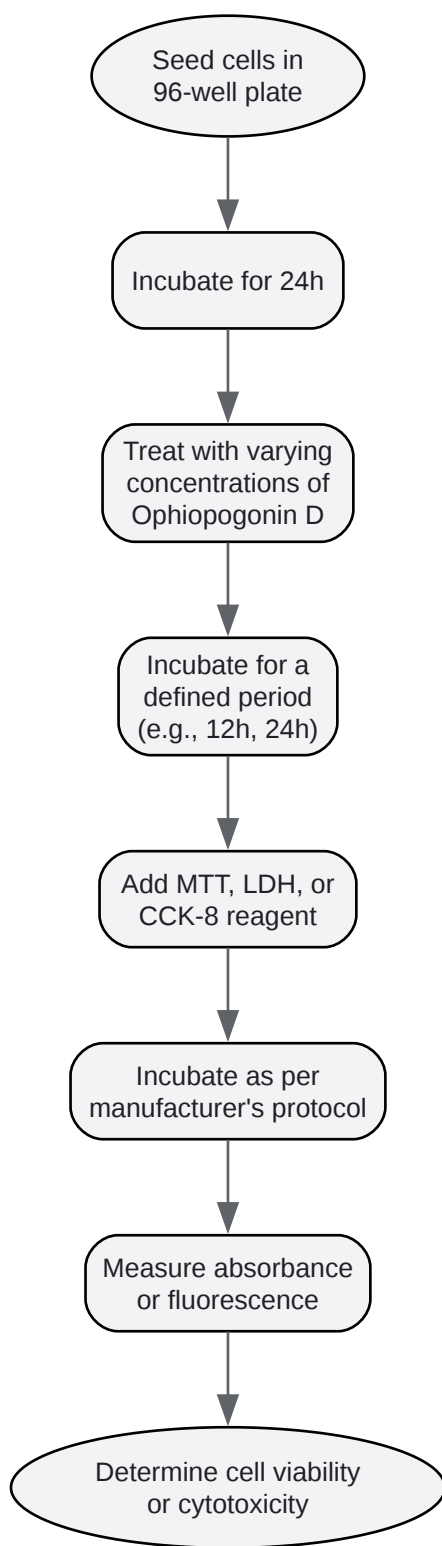 Seed cells in
96-well plate
Incubate for 24h
Treat with varying
concentrations of
Ophiopogonin D
Incubate for a
defined period
(e.g., 12h, 24h)
Add MTT, LDH, or
CCK-8 reagent
Incubate as per
manufacturer's protocol
Measure absorbance
or fluorescence
Determine cell viability
or cytotoxicity